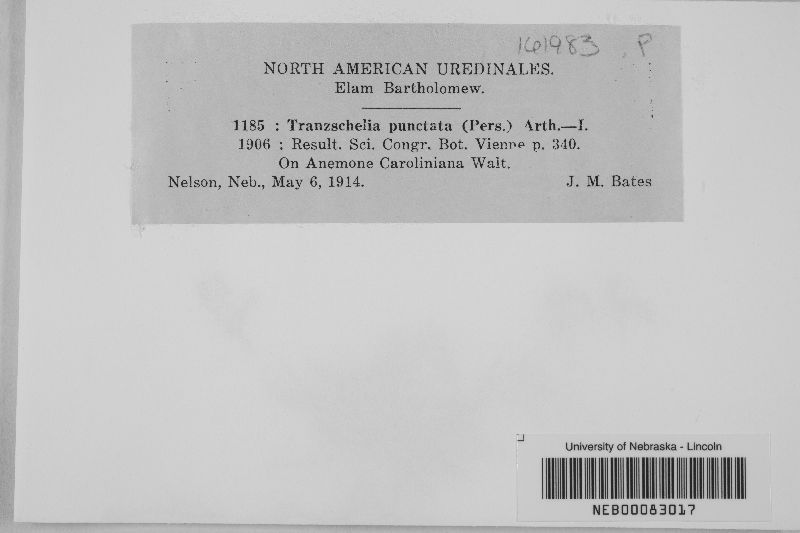 161983 P
NORTH AMERICAN UREDINALES.
Elam Bartholomew.
1185 : Tranzschelia punctata (Pers.) Arth.—I.
1906 : Result. Sci. Congr. Bot. Vienne p. 340.
On Anemone Caroliniana Walt.
Nelson, Neb., May 6, 1914. J. M. Bates
University of Nebraska - Lincoln
NEB00083017